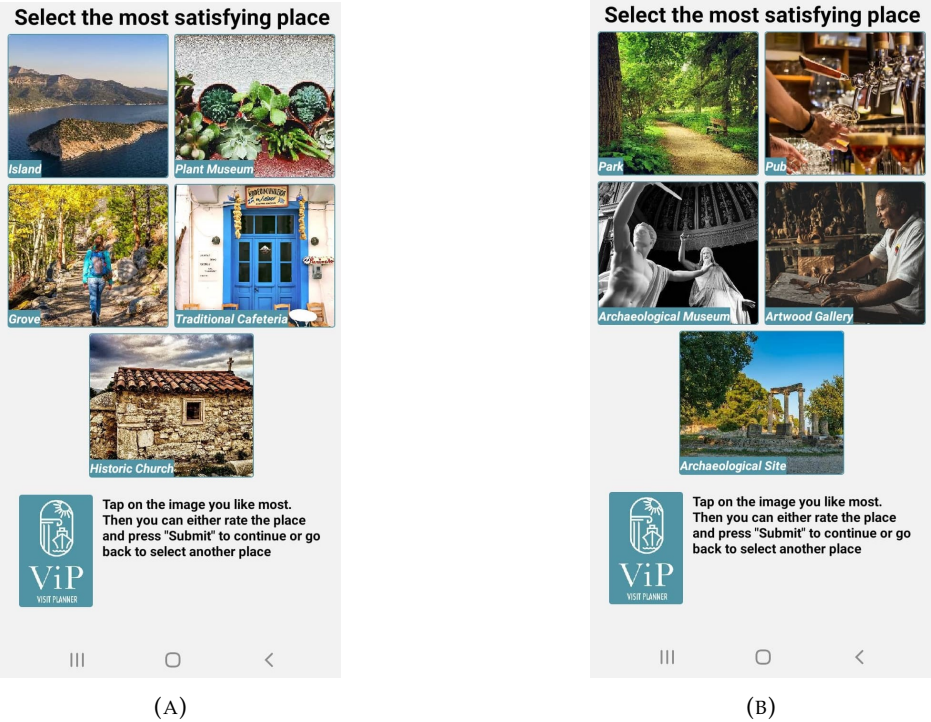 Select the most satisfying place
Island
Plant Museum
Grove
Traditional Cafeteria
Historic Church
Tap on the image you like most.
Then you can either rate the place
and press "Submit" to continue or go
back to select another place
ViP
VISIT PLANNER
(A)
Select the most satisfying place
Park
Pub
Archaeological Museum
Artwood Gallery
Archaeological Site
Tap on the image you like most.
Then you can either rate the place
and press "Submit" to continue or go
back to select another place
ViP
VISIT PLANNER
(B)